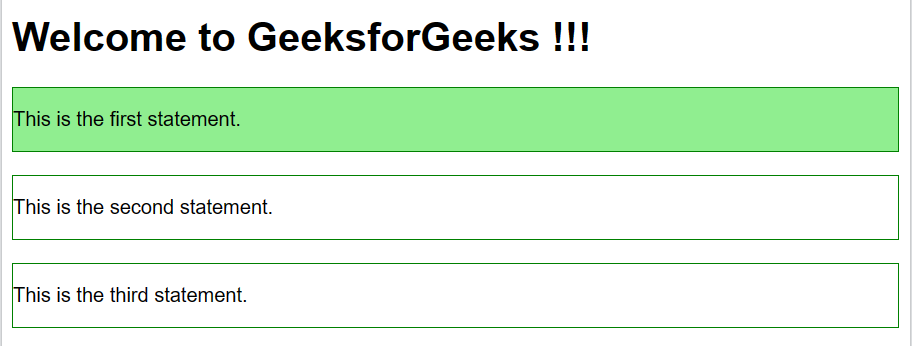 Welcome to GeeksforGeeks !!!
This is the first statement.
This is the second statement.
This is the third statement.